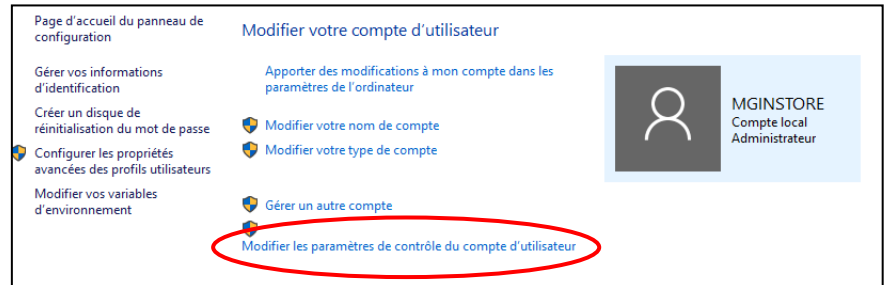 Page d'accueil du panneau de
configuration
Gérer vos informations
d'identification
Créer un disque de
réinitialisation du mot de passe
Configurer les propriétés
avancées des profils utilisateurs
Modifier vos variables
d'environnement
Modifier votre compte d'utilisateur
Apporter des modifications à mon compte dans les
paramètres de l'ordinateur
Modifier votre nom de compte
Modifier votre type de compte
Gérer un autre compte
Modifier les paramètres de contrôle du compte d'utilisateur
MGINSTORE
Compte local
Administrateur